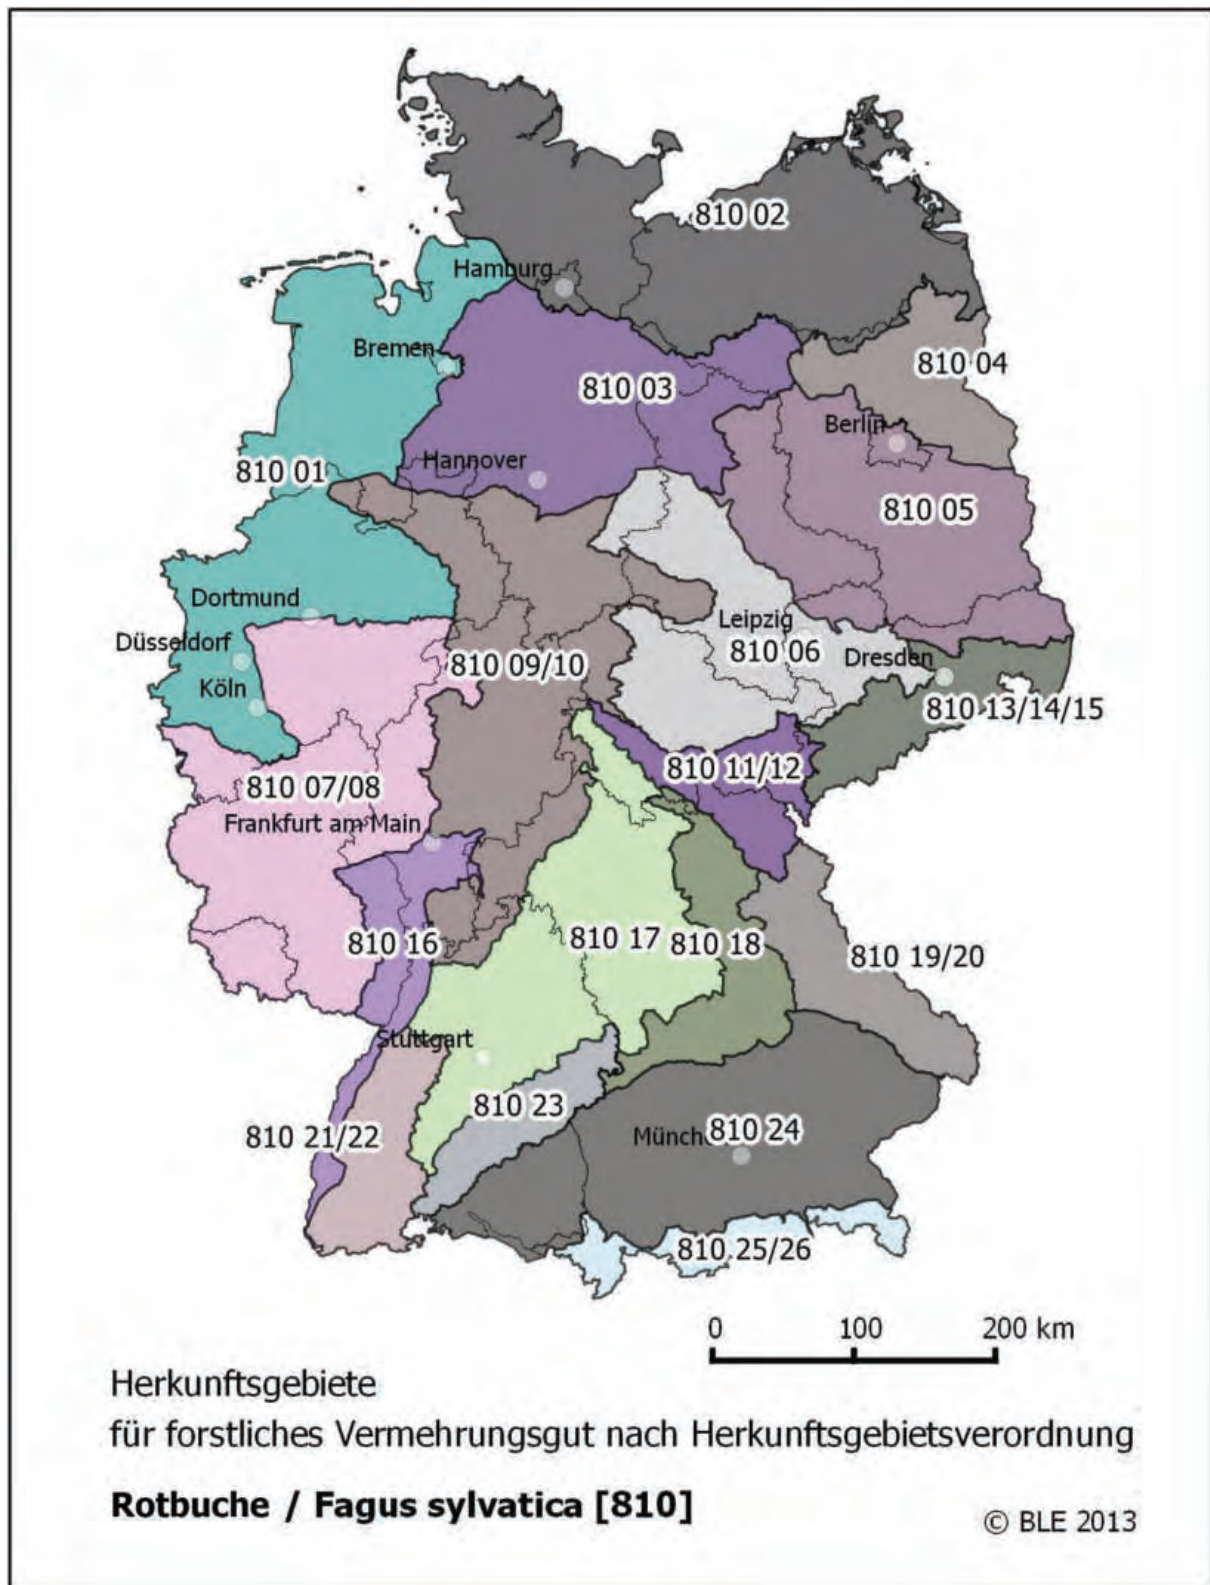 810 02
Hamburg
Bremen
810 04
810 03
Berlin
Hannover
810 01
810 05
Dortmund
Leipzig
Düsseldorf
810 09/10
810 06
Dresden
Köln
810 13/14/15
810 11/12
810 07/08
Frankfurt am Main
810 16
810 17
810 18
810 19/20
Stuttgart
810 23
810 21/22
Münch
810 24
810 25/26
0 100 200 km
Herkunftsgebiete
für forstliches Vermehrungsgut nach Herkunftsgebietsverordnung
Rotbuche / Fagus sylvatica [810]
© BLE 2013